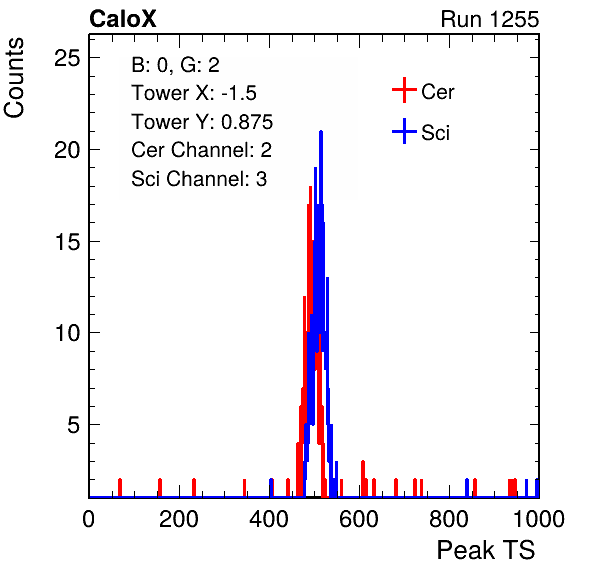 CaloX Run 1255
Counts
B: 0, G: 2
Tower X: -1.5
Tower Y: 0.875
Cer Channel: 2
Sci Channel: 3
Cer
Sci
25
20
15
10
5
0 200 400 600 800 1000
Peak TS